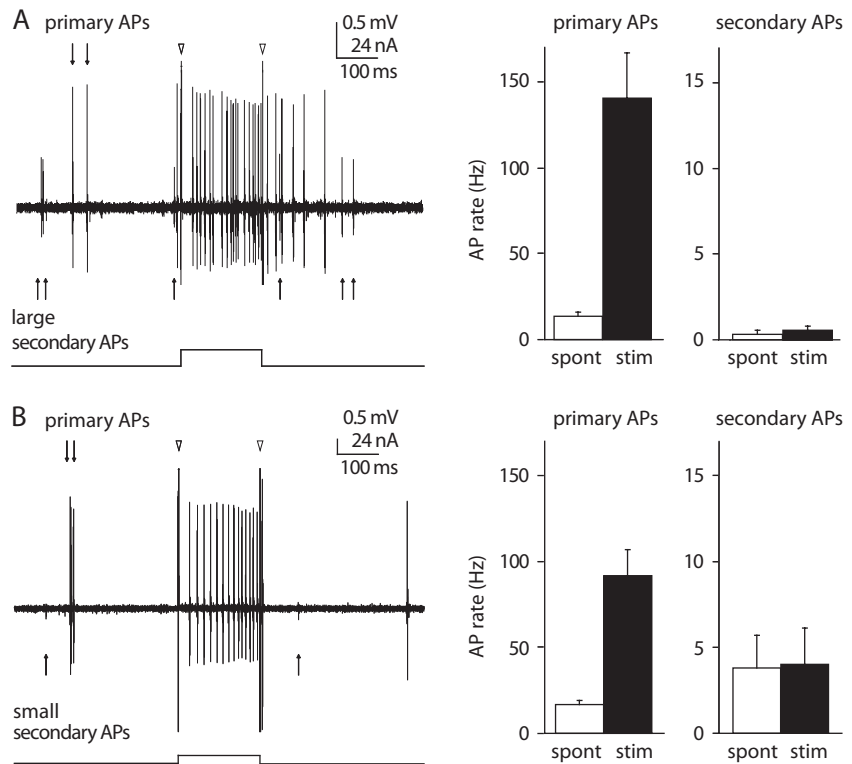 A
primary APs
0.5 mV
24 nA
100 ms
large
secondary APs
primary APs
secondary APs
AP rate (Hz)
150
100
50
0
spont stim
15
10
5
0
spont stim
B
primary APs
0.5 mV
24 nA
100 ms
small
secondary APs
primary APs
secondary APs
AP rate (Hz)
150
100
50
0
spont stim
15
10
5
0
spont stim